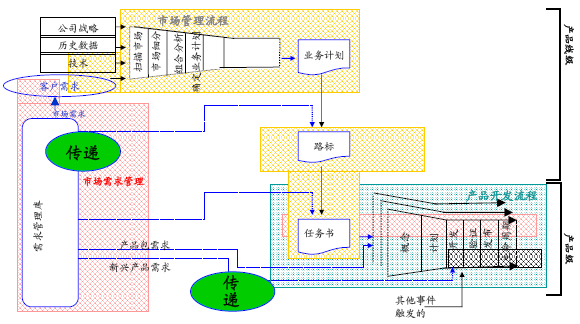 市场管理流程
公司战略
历史数据
技术
客户需求
扫描市场
市场细分
组合分析
确定业务计划
业务计划
产品线级
市场需求
传递
市场需求管理
需求管理库
路标
产品开发流程
任务书
概念
计划
开发
验证
发布
产品包需求
新兴产品需求
传递
其他事件
触发的
产品级